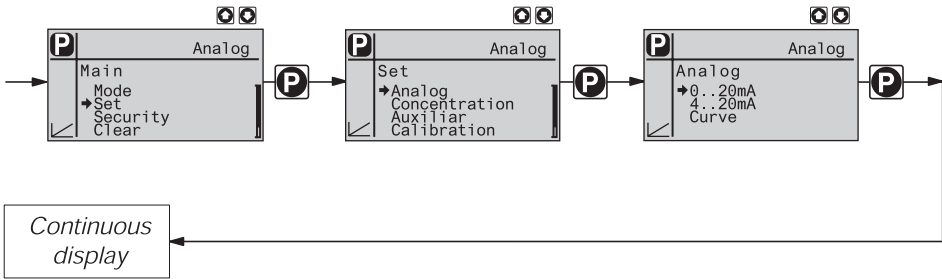 P Analog
Main
Mode
Set
Security
Clear
P
P Analog
Set
Analog
Concentration
Auxiliar
Calibration
P
P Analog
Analog
0..20mA
4..20mA
Curve
P
Continuous
display